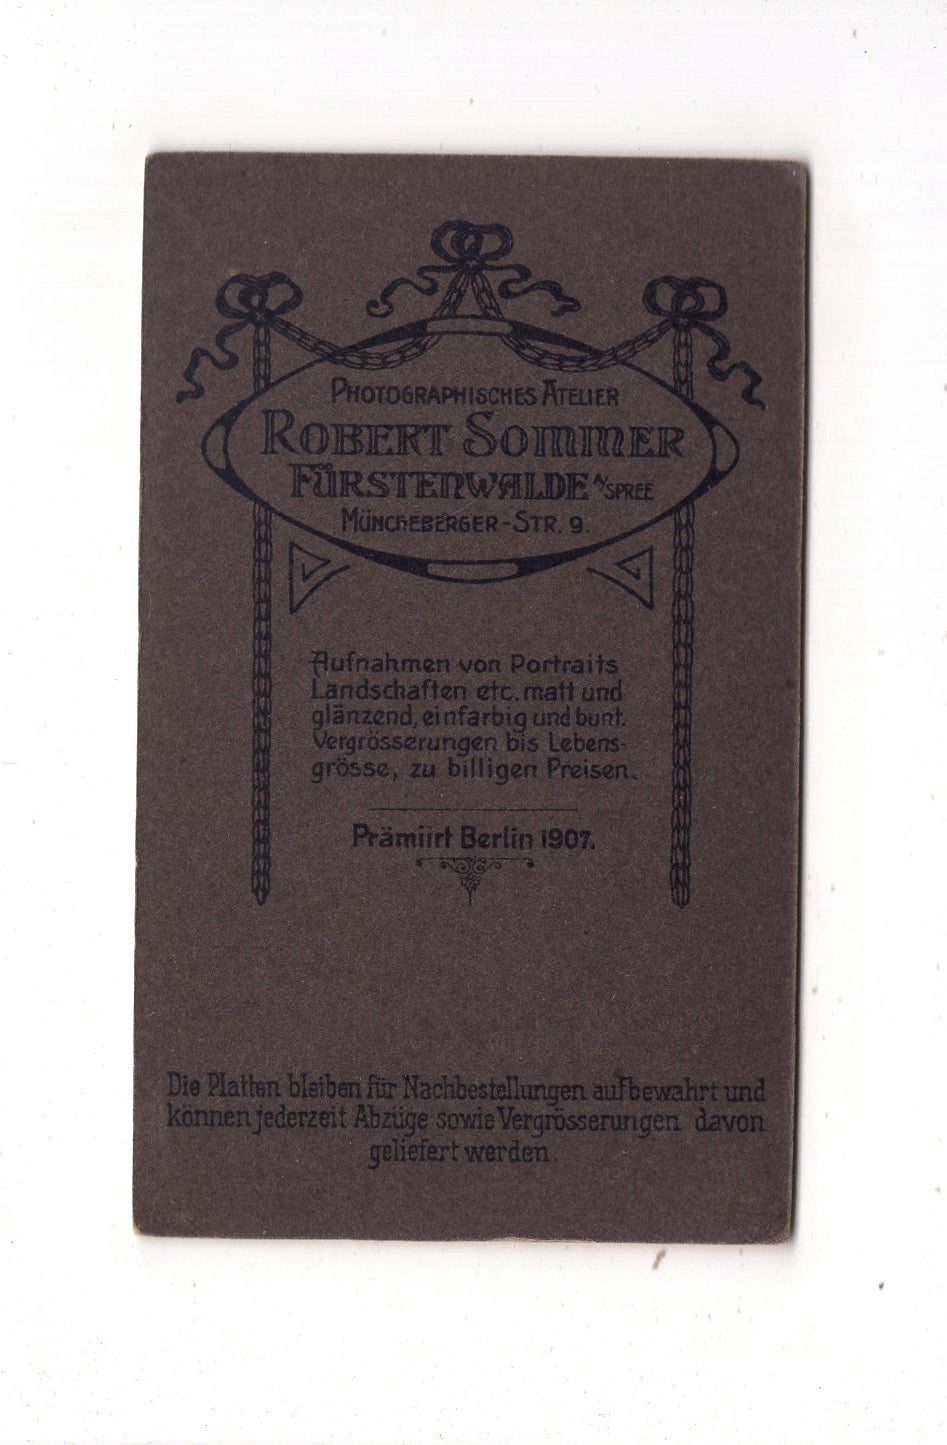 PHOTOGRAPHISCHES ATELIER
ROBERT SOMMER
FÜRSTENWALDE A/SPREE
MÜNCHEBERGER-STR. 9.
Aufnahmen von Portraits
Landschaften etc. matt und
glänzend, einfarbig und bunt.
Vergrösserungen bis Lebens-
grösse, zu billigen Preisen.
Prämiirt Berlin 1907.
Die Platten bleiben für Nachbestellungen aufbewahrt und
können jederzeit Abzüge sowie Vergrösserungen davon
geliefert werden.